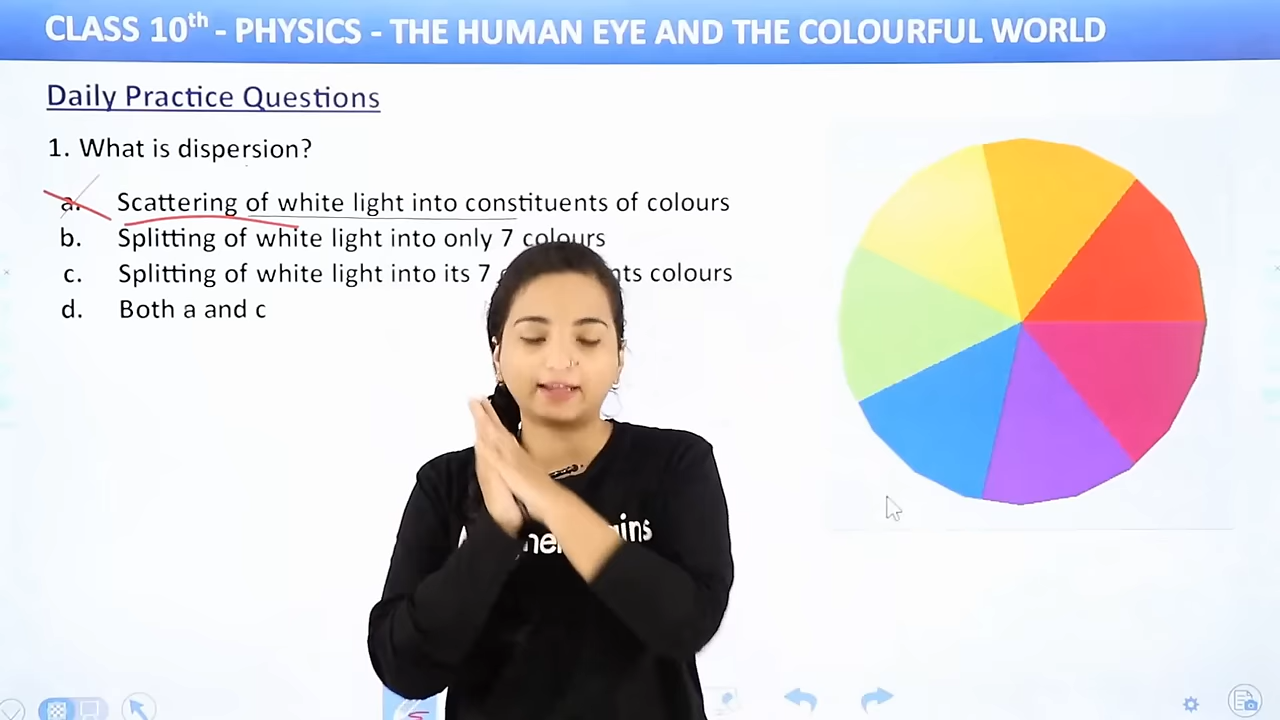 CLASS 10th - PHYSICS - THE HUMAN EYE AND THE COLOURFUL WORLD
Daily Practice Questions
1. What is dispersion?
a. Scattering of white light into constituents of colours
b. Splitting of white light into only 7 colours
c. Splitting of white light into its 7 colours
d. Both a and c